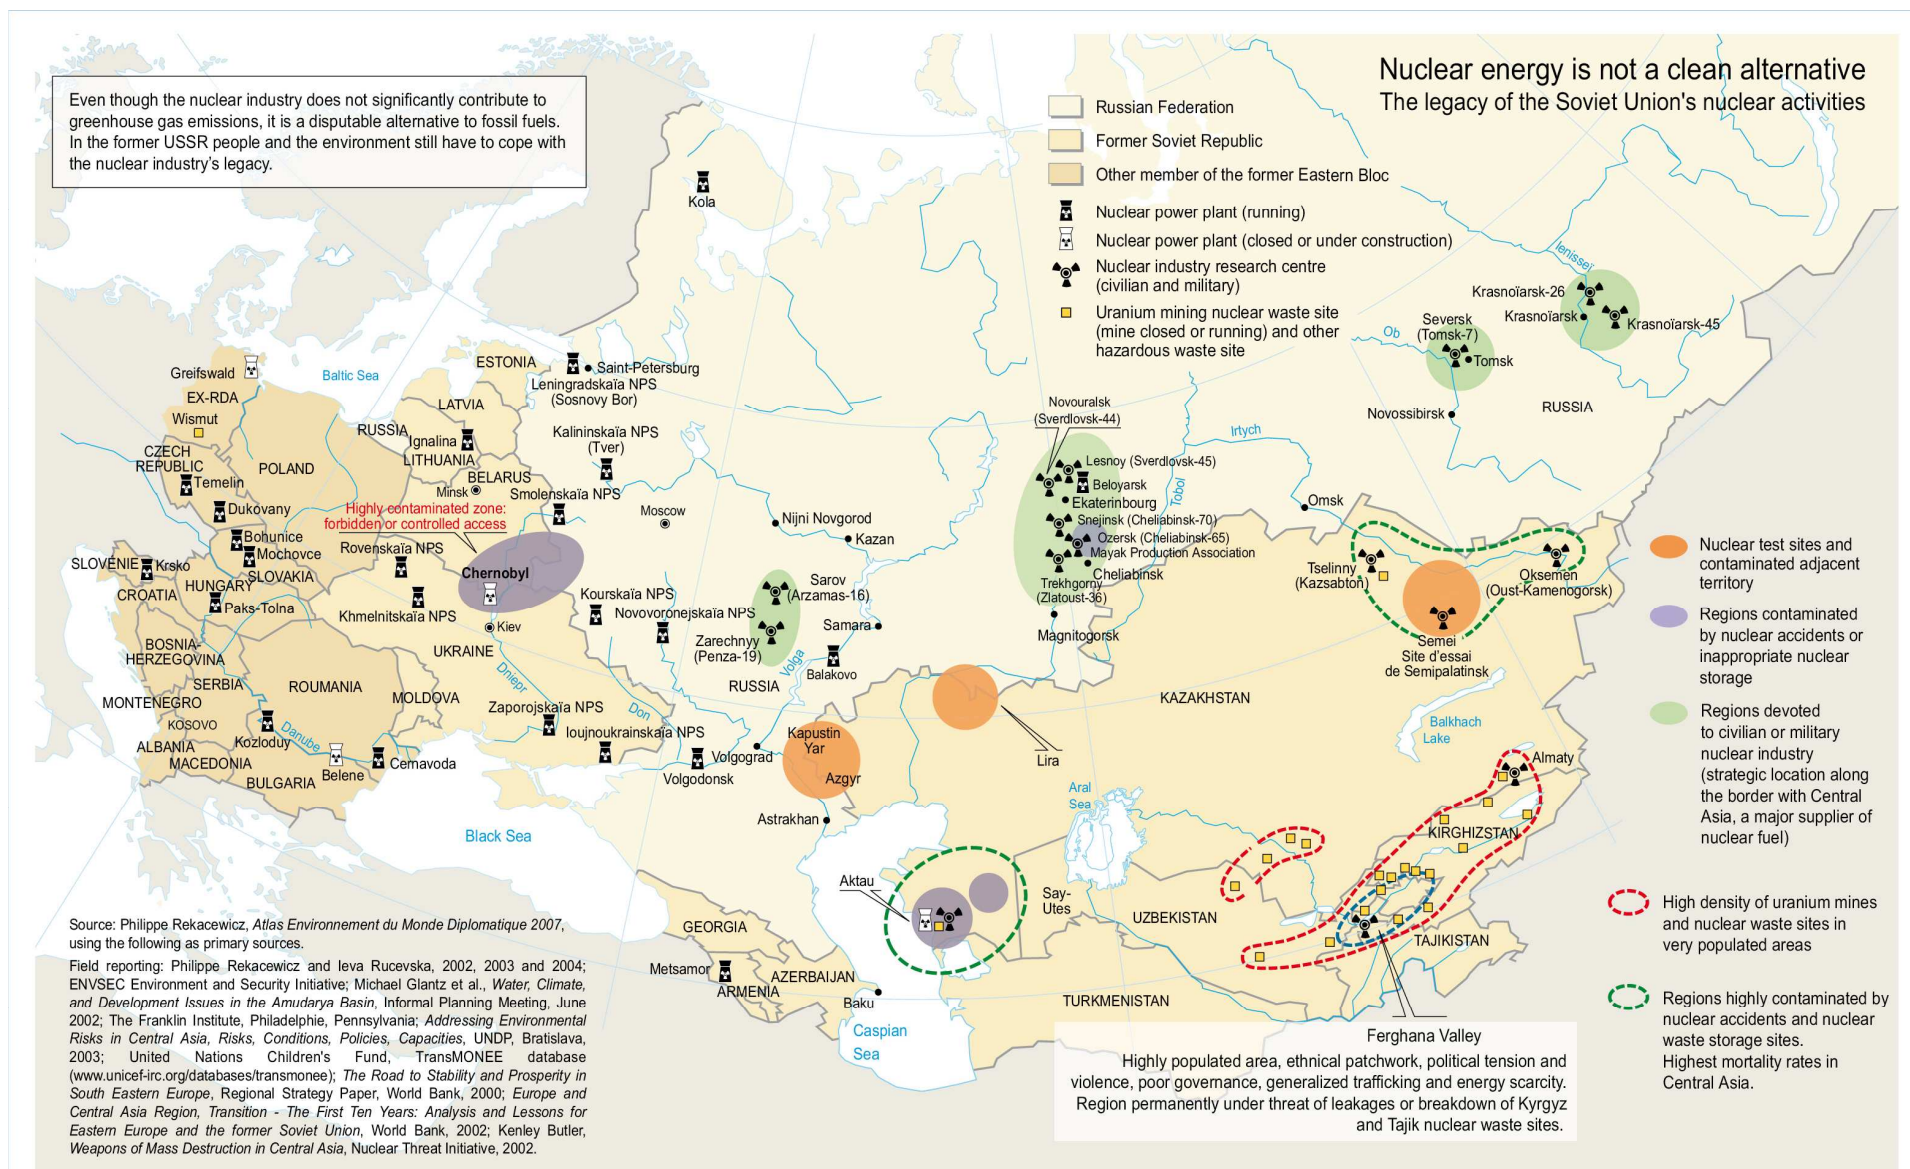 Nuclear energy is not a clean alternative
The legacy of the Soviet Union's nuclear activities
Even though the nuclear industry does not significantly contribute to
greenhouse gas emissions, it is a disputable alternative to fossil fuels.
In the former USSR people and the environment still have to cope with
the nuclear industry's legacy.
Russian Federation
Former Soviet Republic
Other member of the former Eastern Bloc
Nuclear power plant (running)
Nuclear power plant (closed or under construction)
Nuclear industry research centre
(civilian and military)
Uranium mining nuclear waste site
(mine closed or running) and other
hazardous waste site
Kola
Ienisseï
Krasnoïarsk-26
Krasnoïarsk
Krasnoïarsk-45
Ob
Seversk
(Tomsk-7)
Tomsk
Novossibirsk
RUSSIA
Greifswald
EX-RDA
Wismut
Baltic Sea
ESTONIA
Saint-Petersburg
Leningradskaïa NPS
(Sosnovy Bor)
LATVIA
RUSSIA
Ignalina
LITHUANIA
Kalininskaïa NPS
(Tver)
CZECH
REPUBLIC
Temelin
POLAND
BELARUS
Minsk
Smolenskaïa NPS
Dukovany
Highly contaminated zone:
forbidden or controlled access
Moscow
Nijni Novgorod
Kazan
Bohunice
Mochovce
Rovenskaïa NPS
SLOVENIE
Krsko
SLOVAKIA
HUNGARY
CROATIA
Paks-Tolna
Chernobyl
Khmelnitskaïa NPS
Kiev
Kourskaïa NPS
Novovoronejskaïa NPS
Sarov
(Arzamas-16)
Zarechnyy
(Penza-19)
Samara
Volga
Balakovo
RUSSIA
BOSNIA-
HERZEGOVINA
UKRAINE
Dniepr
SERBIA
ROUMANIA
MOLDOVA
MONTENEGRO
KOSOVO
Kozloduy
Danube
Zaporojskaïa NPS
Don
Ioujnoukrainskaïa NPS
ALBANIA
MACEDONIA
Belene
Cernavoda
BULGARIA
Volgodonsk
Volgograd
Kapustin
Yar
Azgyr
Astrakhan
Black Sea
Novouralsk
(Sverdlovsk-44)
Lesnoy (Sverdlovsk-45)
Beloyarsk
Ekaterinbourg
Snejinsk (Cheliabinsk-70)
Ozersk (Cheliabinsk-65)
Mayak Production Association
Cheliabinsk
Trekhgorny
(Zlatoust-36)
Magnitogorsk
Tobol
Irtych
Omsk
Tselinny
(Kazsabton)
Oksemen
(Oust-Kamenogorsk)
Semei
Site d'essai
de Semipalatinsk
KAZAKHSTAN
Lira
Balkhach
Lake
Almaty
Aral
Sea
KIRGHIZSTAN
Aktau
Say-
Utes
UZBEKISTAN
TAJIKISTAN
TURKMENISTAN
GEORGIA
Metsamor
AZERBAIJAN
ARMENIA
Baku
Caspian
Sea
Ferghana Valley
Highly populated area, ethnical patchwork, political tension and
violence, poor governance, generalized trafficking and energy scarcity.
Region permanently under threat of leakages or breakdown of Kyrgyz
and Tajik nuclear waste sites.
Nuclear test sites and
contaminated adjacent
territory
Regions contaminated
by nuclear accidents or
inappropriate nuclear
storage
Regions devoted
to civilian or military
nuclear industry
(strategic location along
the border with Central
Asia, a major supplier of
nuclear fuel)
High density of uranium mines
and nuclear waste sites in
very populated areas
Regions highly contaminated by
nuclear accidents and nuclear
waste storage sites.
Highest mortality rates in
Central Asia.
Source: Philippe Rekacewicz, Atlas Environnement du Monde Diplomatique 2007,
using the following as primary sources.
Field reporting: Philippe Rekacewicz and Ieva Rucevska, 2002, 2003 and 2004;
ENVSEC Environment and Security Initiative; Michael Glantz et al., Water, Climate,
and Development Issues in the Amudarya Basin, Informal Planning Meeting, June
2002; The Franklin Institute, Philadelphie, Pennsylvania; Addressing Environmental
Risks in Central Asia, Risks, Conditions, Policies, Capacities, UNDP, Bratislava,
2003; United Nations Children's Fund, TransMONEE database
(www.unicef-irc.org/databases/transmonee); The Road to Stability and Prosperity in
South Eastern Europe, Regional Strategy Paper, World Bank, 2000; Europe and
Central Asia Region, Transition - The First Ten Years: Analysis and Lessons for
Eastern Europe and the former Soviet Union, World Bank, 2002; Kenley Butler,
Weapons of Mass Destruction in Central Asia, Nuclear Threat Initiative, 2002.